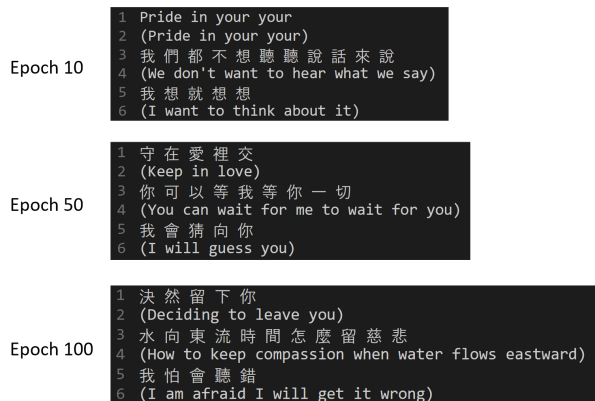 Epoch 10
1 Pride in your your
2 (Pride in your your)
3 我 們 都 不 想 聽 聽 說 話 來 說
4 (We don't want to hear what we say)
5 我 想 就 想 想
6 (I want to think about it)
Epoch 50
1 守 在 愛 裡 交
2 (Keep in love)
3 你 可 以 等 我 等 你 一 切
4 (You can wait for me to wait for you)
5 我 會 猜 向 你
6 (I will guess you)
Epoch 100
1 決 然 留 下 你
2 (Deciding to leave you)
3 水 向 東 流 時 間 怎 麼 留 慈 悲
4 (How to keep compassion when water flows eastward)
5 我 怕 會 聽 錯
6 (I am afraid I will get it wrong)